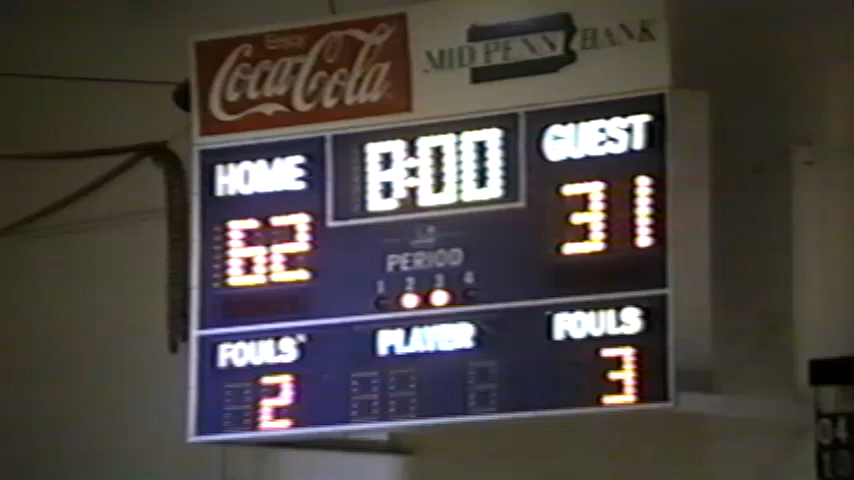 Enjoy
Coca-Cola
MID PENN BANK
HOME 8:00 GUEST
62 31
PERIOD
1 2 3 4
FOULS PLAYER FOULS
2 3